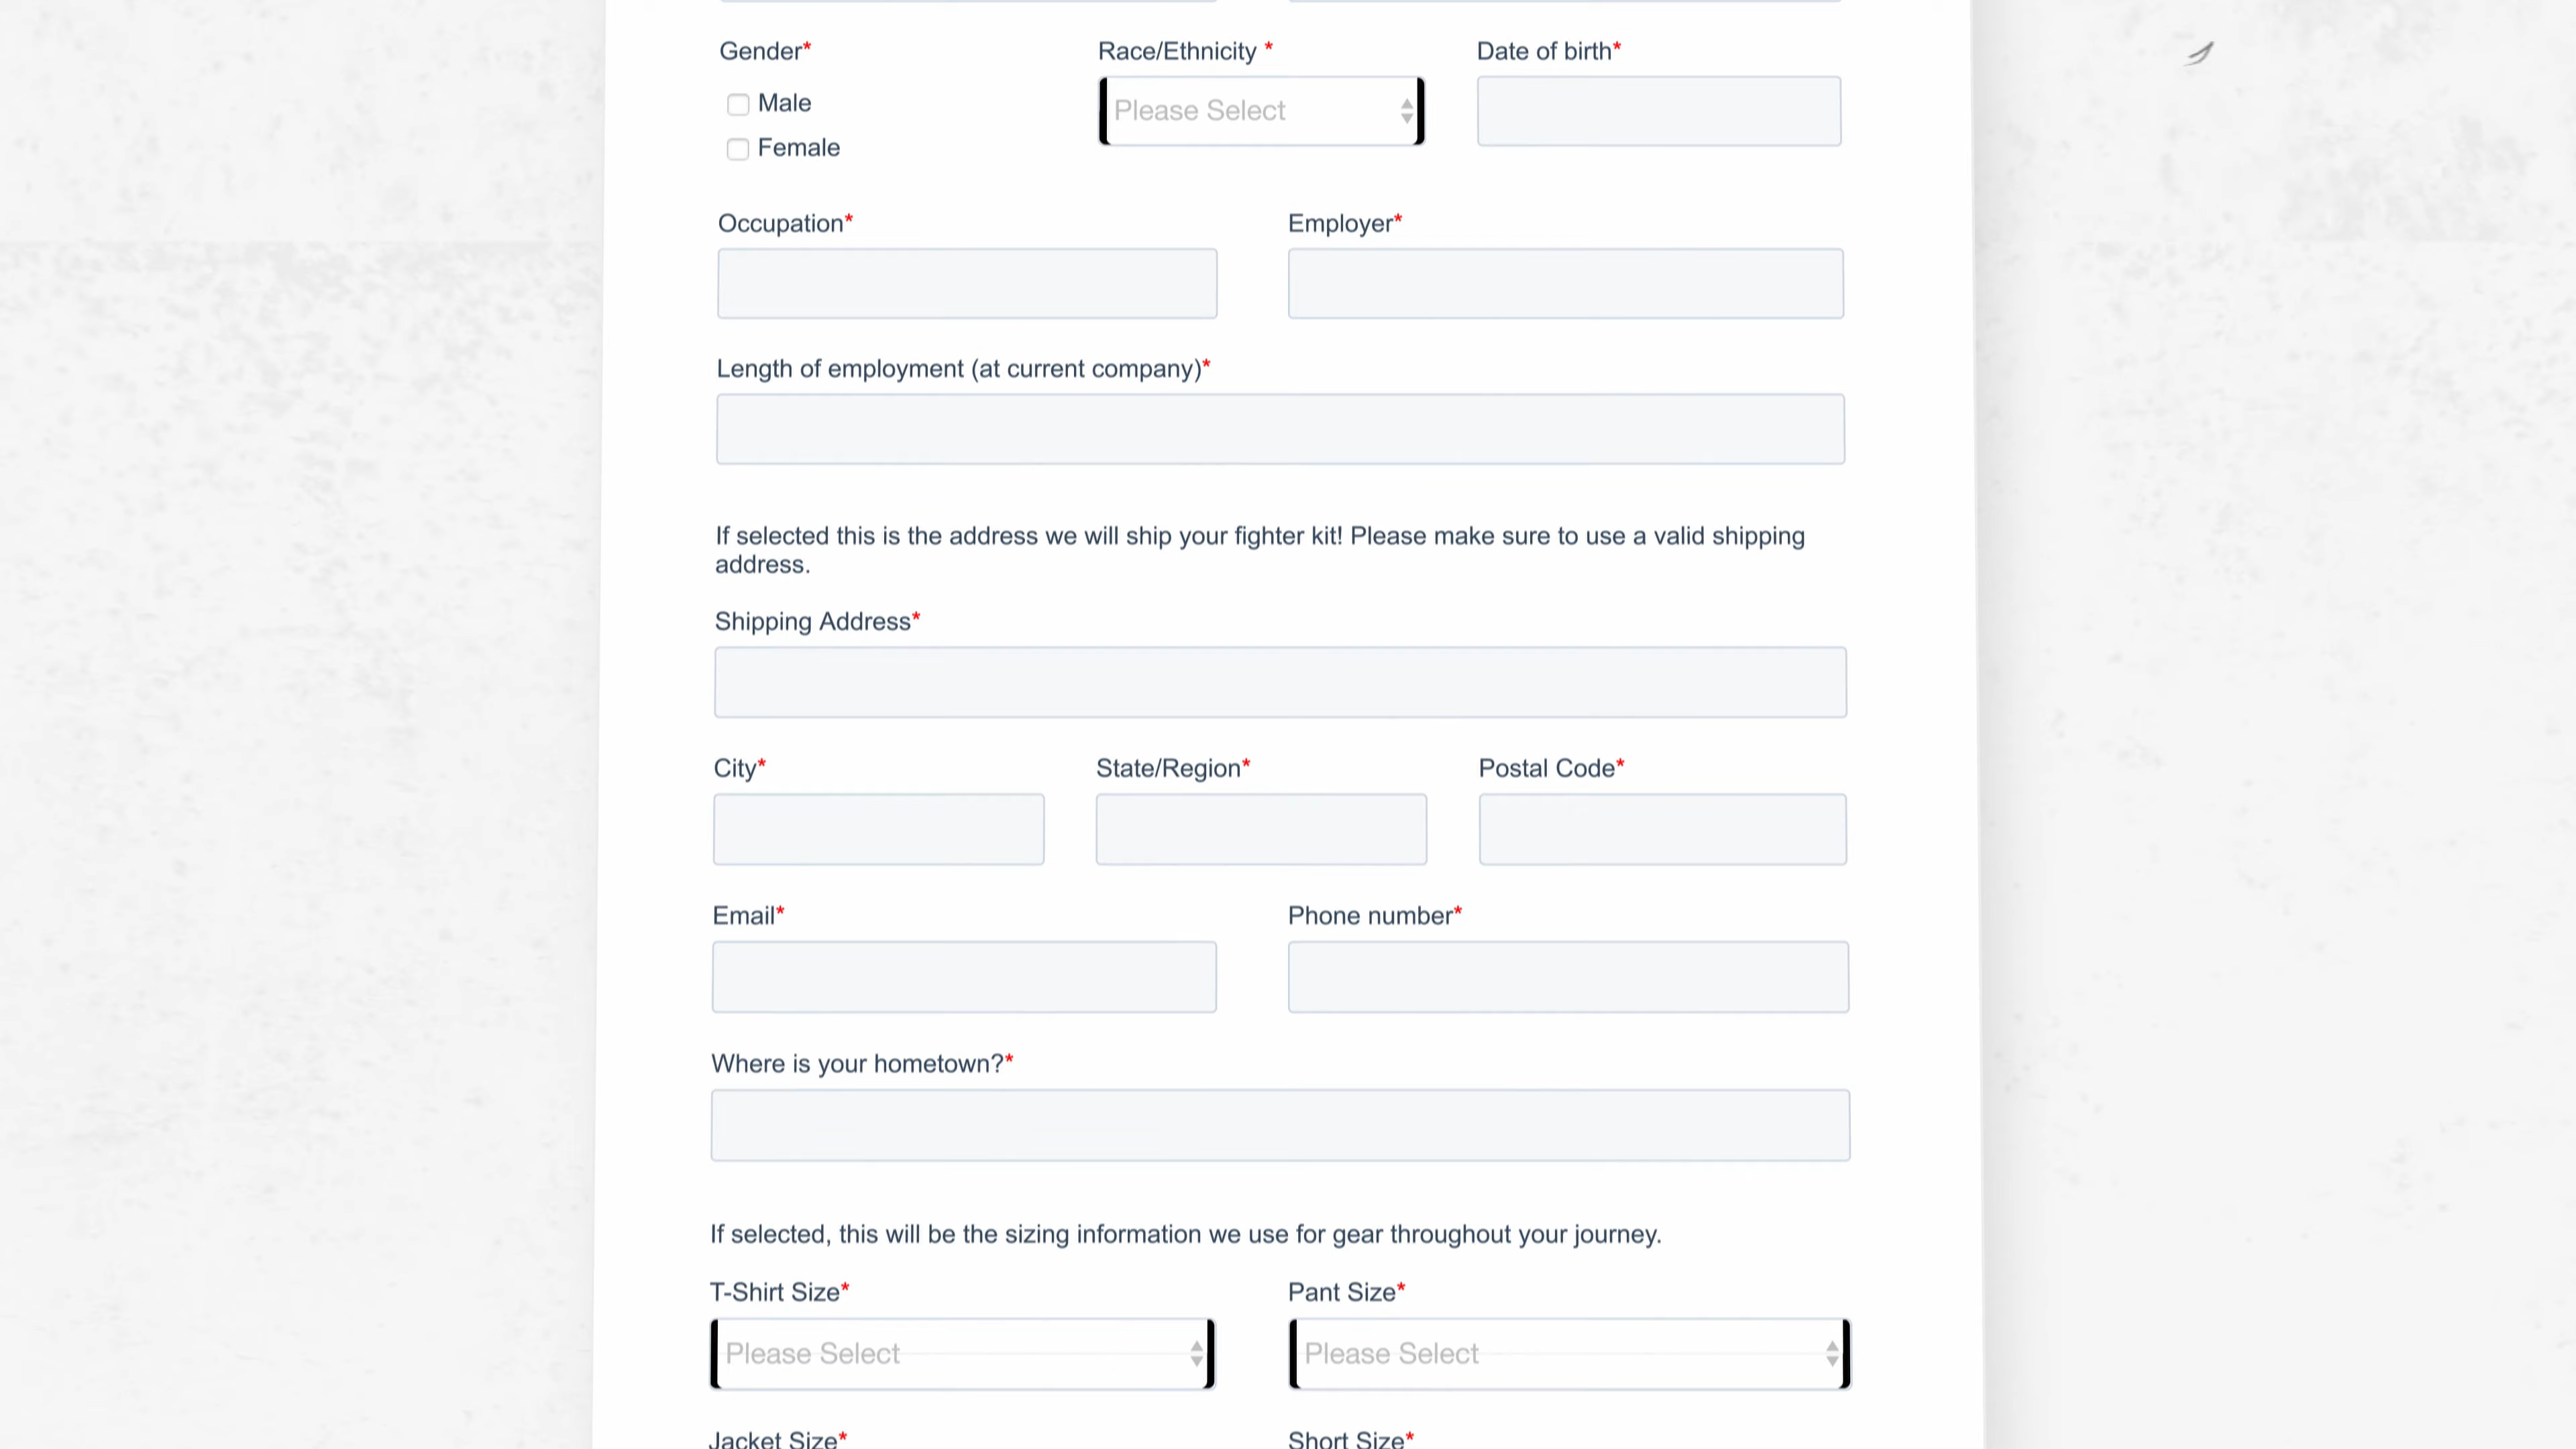 Gender* Race/Ethnicity * Date of birth*
Male
Please Select
Female
Occupation* Employer*
Length of employment (at current company)*
If selected this is the address we will ship your fighter kit! Please make sure to use a valid shipping
address.
Shipping Address*
City* State/Region* Postal Code*
Email* Phone number*
Where is your hometown?*
If selected, this will be the sizing information we use for gear throughout your journey.
T-Shirt Size* Pant Size*
Please Select Please Select
Jacket Size* Short Size*